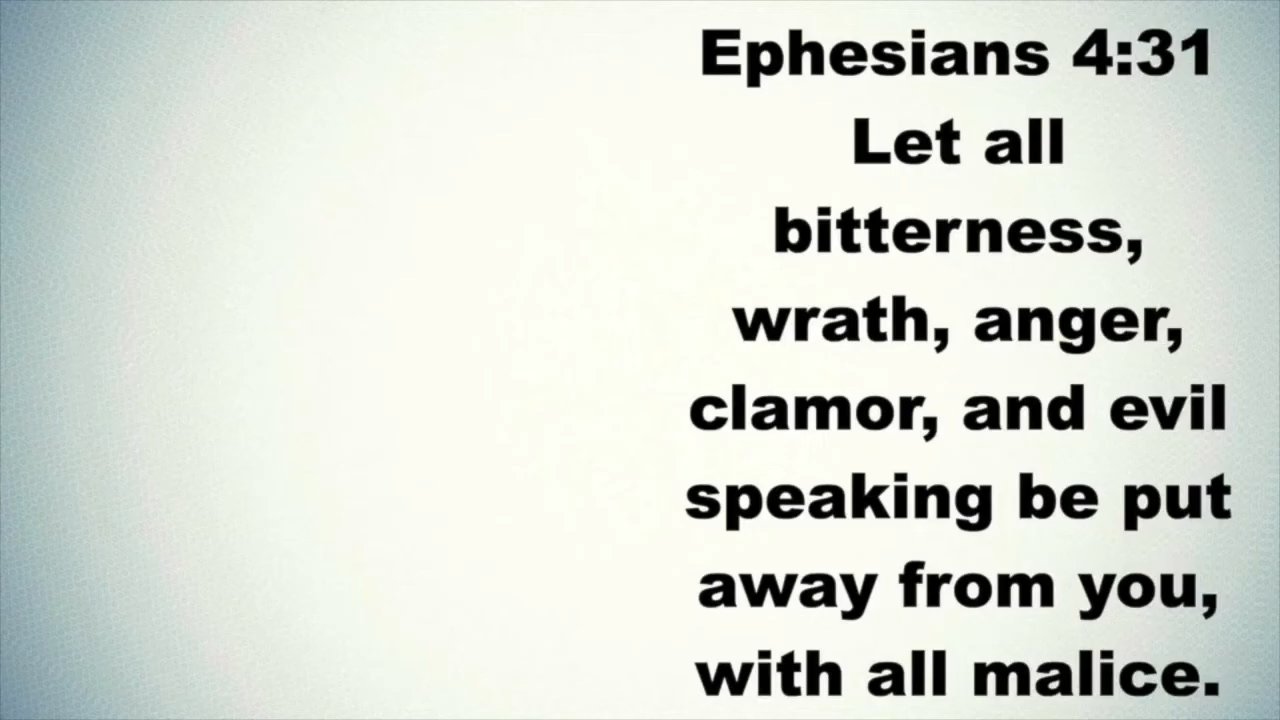 Ephesians 4:31
Let all
bitterness,
wrath, anger,
clamor, and evil
speaking be put
away from you,
with all malice.